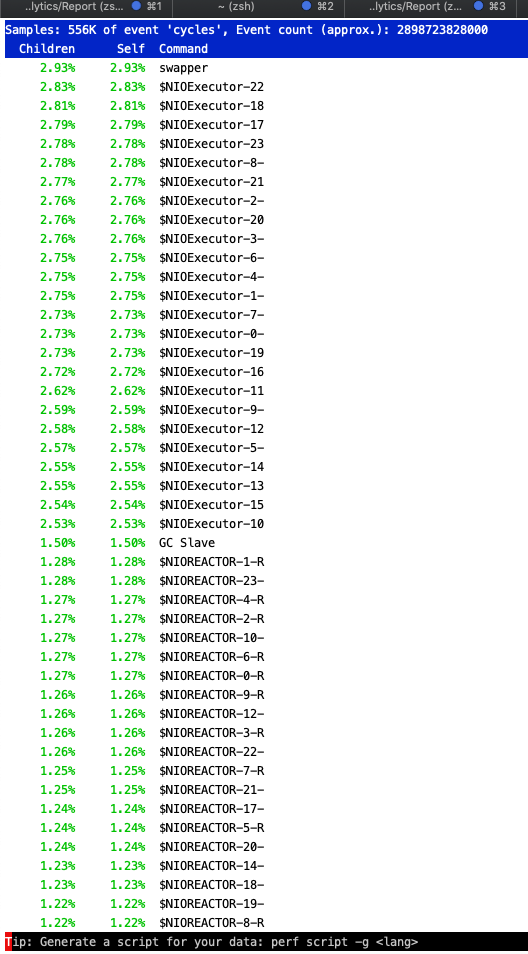 ..lytics/Report (zs... ⌘1 ~ (zsh) ⌘2 ..lytics/Report (z... ⌘3
Samples: 556K of event 'cycles', Event count (approx.): 2898723828000
Children Self Command
2.93% 2.93% swapper
2.83% 2.83% $NIOExecutor-22
2.81% 2.81% $NIOExecutor-18
2.79% 2.79% $NIOExecutor-17
2.78% 2.78% $NIOExecutor-23
2.78% 2.78% $NIOExecutor-8-
2.77% 2.77% $NIOExecutor-21
2.76% 2.76% $NIOExecutor-2-
2.76% 2.76% $NIOExecutor-20
2.76% 2.76% $NIOExecutor-3-
2.75% 2.75% $NIOExecutor-6-
2.75% 2.75% $NIOExecutor-4-
2.75% 2.75% $NIOExecutor-1-
2.73% 2.73% $NIOExecutor-7-
2.73% 2.73% $NIOExecutor-0-
2.73% 2.73% $NIOExecutor-19
2.72% 2.72% $NIOExecutor-16
2.62% 2.62% $NIOExecutor-11
2.59% 2.59% $NIOExecutor-9-
2.58% 2.58% $NIOExecutor-12
2.57% 2.57% $NIOExecutor-5-
2.55% 2.55% $NIOExecutor-14
2.55% 2.55% $NIOExecutor-13
2.54% 2.54% $NIOExecutor-15
2.53% 2.53% $NIOExecutor-10
1.50% 1.50% GC Slave
1.28% 1.28% $NIOREACTOR-1-R
1.28% 1.28% $NIOREACTOR-23-
1.27% 1.27% $NIOREACTOR-4-R
1.27% 1.27% $NIOREACTOR-2-R
1.27% 1.27% $NIOREACTOR-10-
1.27% 1.27% $NIOREACTOR-6-R
1.27% 1.27% $NIOREACTOR-0-R
1.26% 1.26% $NIOREACTOR-9-R
1.26% 1.26% $NIOREACTOR-12-
1.26% 1.26% $NIOREACTOR-3-R
1.26% 1.26% $NIOREACTOR-22-
1.25% 1.25% $NIOREACTOR-7-R
1.25% 1.25% $NIOREACTOR-21-
1.24% 1.24% $NIOREACTOR-17-
1.24% 1.24% $NIOREACTOR-5-R
1.24% 1.24% $NIOREACTOR-20-
1.23% 1.23% $NIOREACTOR-14-
1.23% 1.23% $NIOREACTOR-18-
1.22% 1.22% $NIOREACTOR-19-
1.22% 1.22% $NIOREACTOR-8-R
Tip: Generate a script for your data: perf script -g <lang>